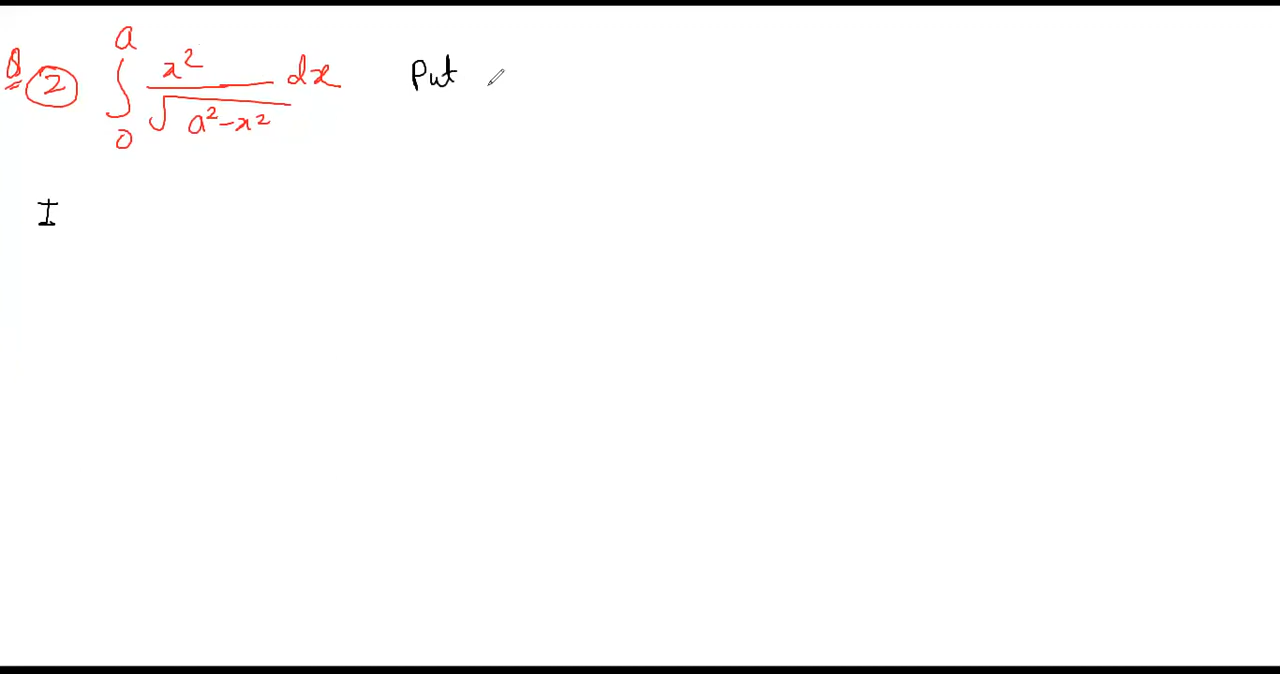 Q ② ∫₀ᵃ x²/√(a²-x²) dx Put
I